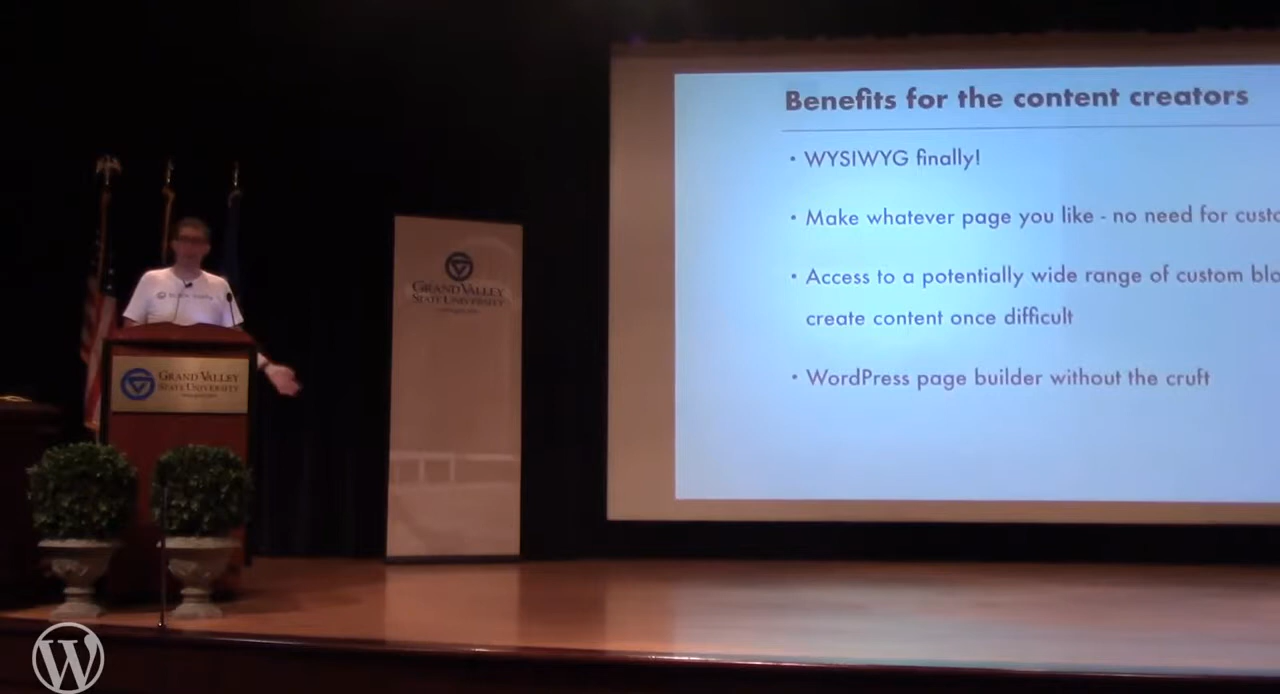 Benefits for the content creators
• WYSIWYG finally!
• Make whatever page you like - no need for custo
• Access to a potentially wide range of custom blo
create content once difficult
• WordPress page builder without the cruft
GRAND VALLEY
STATE UNIVERSITY
GRAND VALLEY
STATE UNIVERSITY
W